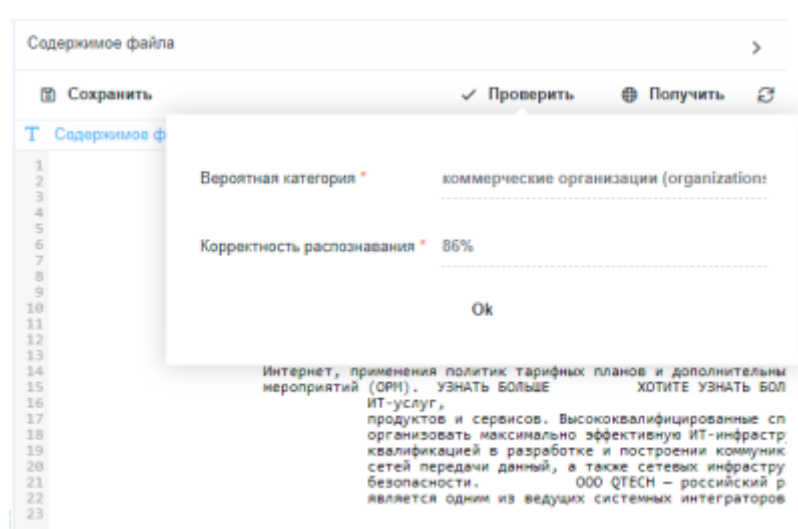 Содержимое файла
Сохранить Проверить Получить
T Содержимое ф
Вероятная категория * коммерческие организации (organizations
Корректность распознавания * 86%
Ok
1
2
3
4
5
6
7
8
9
10
11
12
13
14 Интернет, применения политик тарифных планов и дополнительны
15 мероприятий (ОРМ). УЗНАТЬ БОЛЬШЕ ХОТИТЕ УЗНАТЬ БОЛ
16 ИТ-услуг,
17 продуктов и сервисов. Высококвалифицированные сп
18 организовать максимально эффективную ИТ-инфрастр
19 квалификацией в разработке и построении коммуник
20 сетей передачи данный, а также сетевых инфрастру
21 безопасности. ООО QTECH — российский р
22 является одним из ведущих системных интеграторов
23